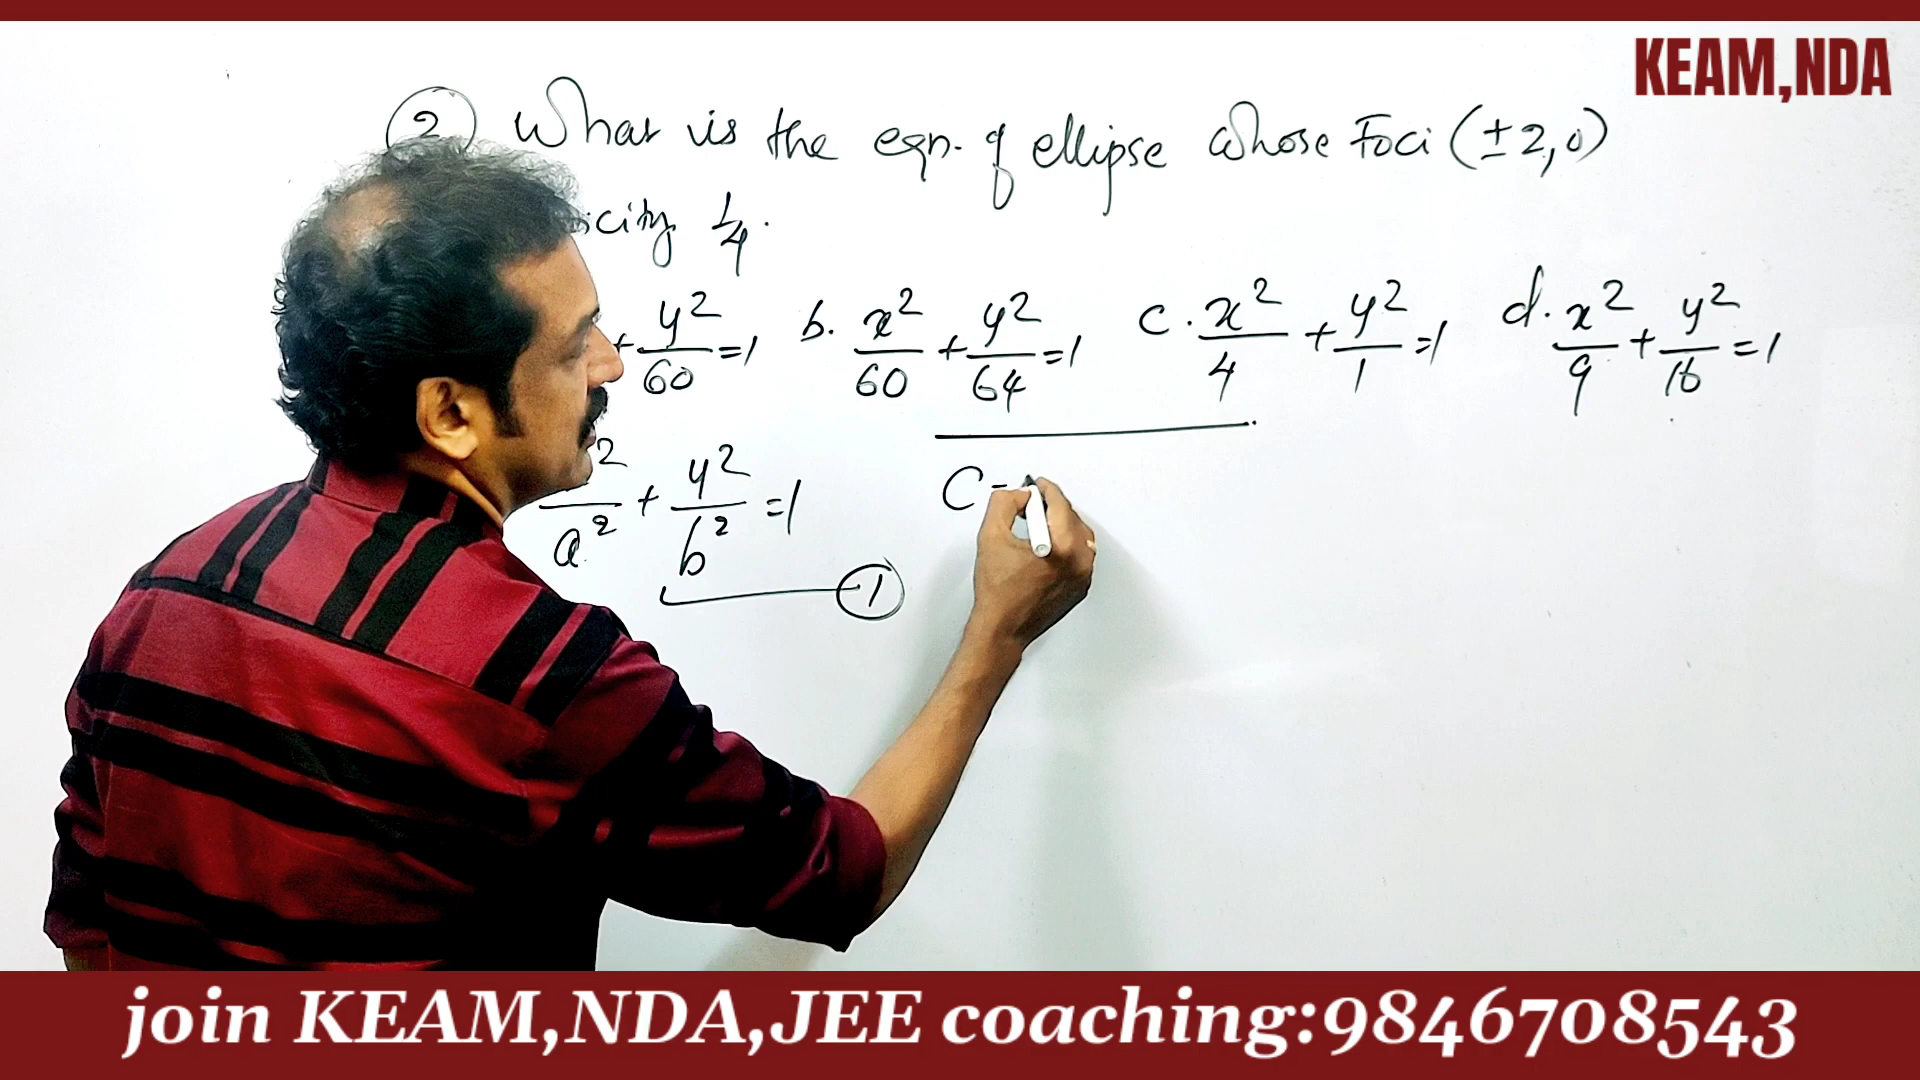 KEAM,NDA
2 What is the eqn. of ellipse whose Foci (±2,0)
icity 1/4.
+ y²/60 =1 b. x²/60 + y²/64 =1 c. x²/4 + y²/1 =1 d. x²/9 + y²/16 =1
²/a² + y²/b² =1
1
C=
join KEAM,NDA,JEE coaching:9846708543